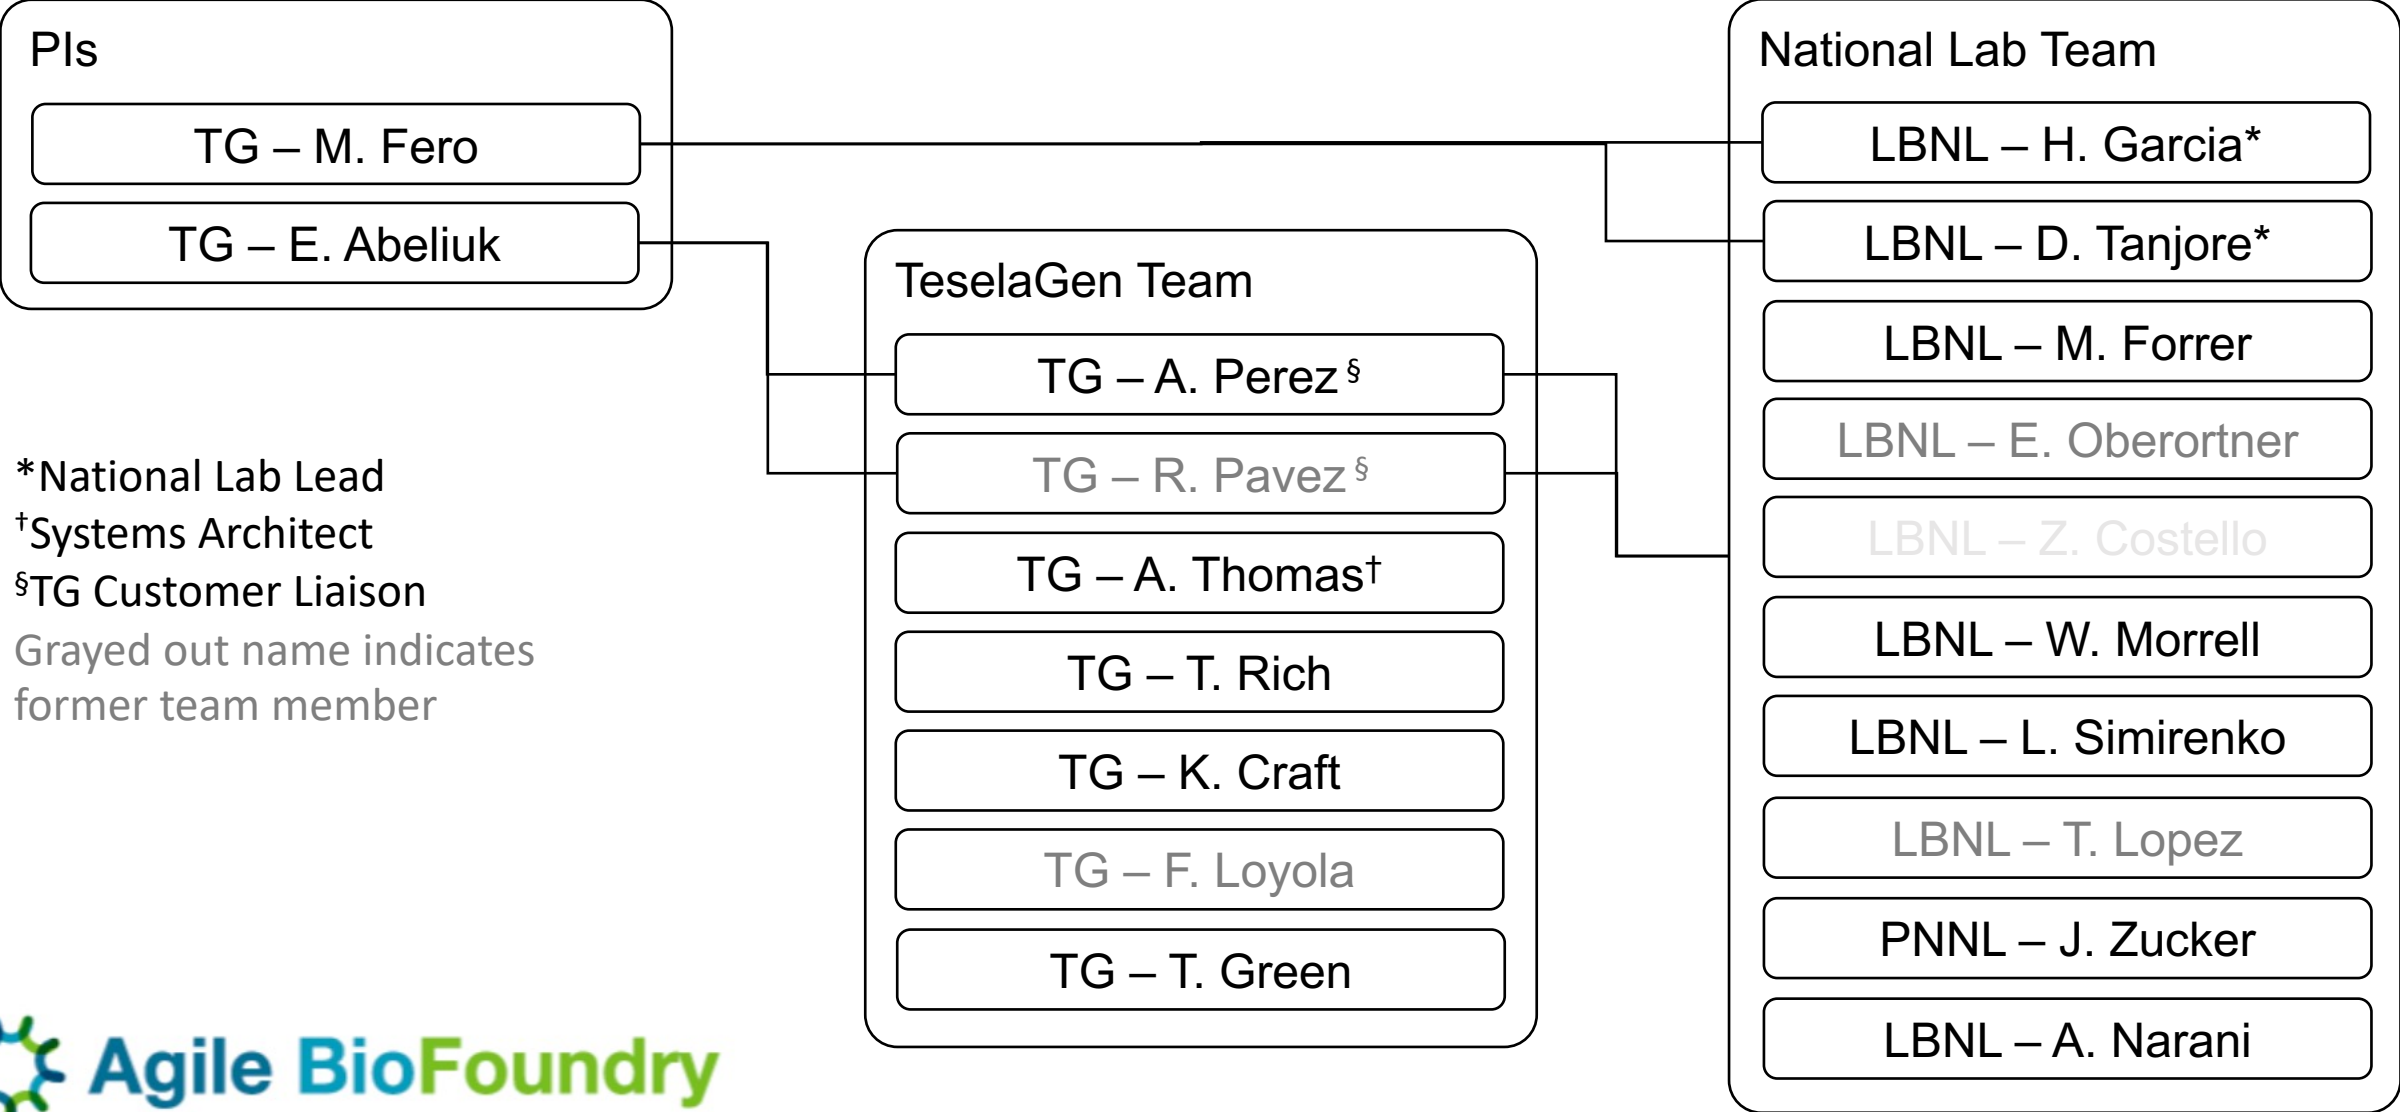 PIs
TG – M. Fero
TG – E. Abeliuk
*National Lab Lead
†Systems Architect
§TG Customer Liaison
Grayed out name indicates
former team member
TeselaGen Team
TG – A. Perez §
TG – R. Pavez §
TG – A. Thomas†
TG – T. Rich
TG – K. Craft
TG – F. Loyola
TG – T. Green
National Lab Team
LBNL – H. Garcia*
LBNL – D. Tanjore*
LBNL – M. Forrer
LBNL – E. Oberortner
LBNL – Z. Costello
LBNL – W. Morrell
LBNL – L. Simirenko
LBNL – T. Lopez
PNNL – J. Zucker
LBNL – A. Narani
Agile BioFoundry